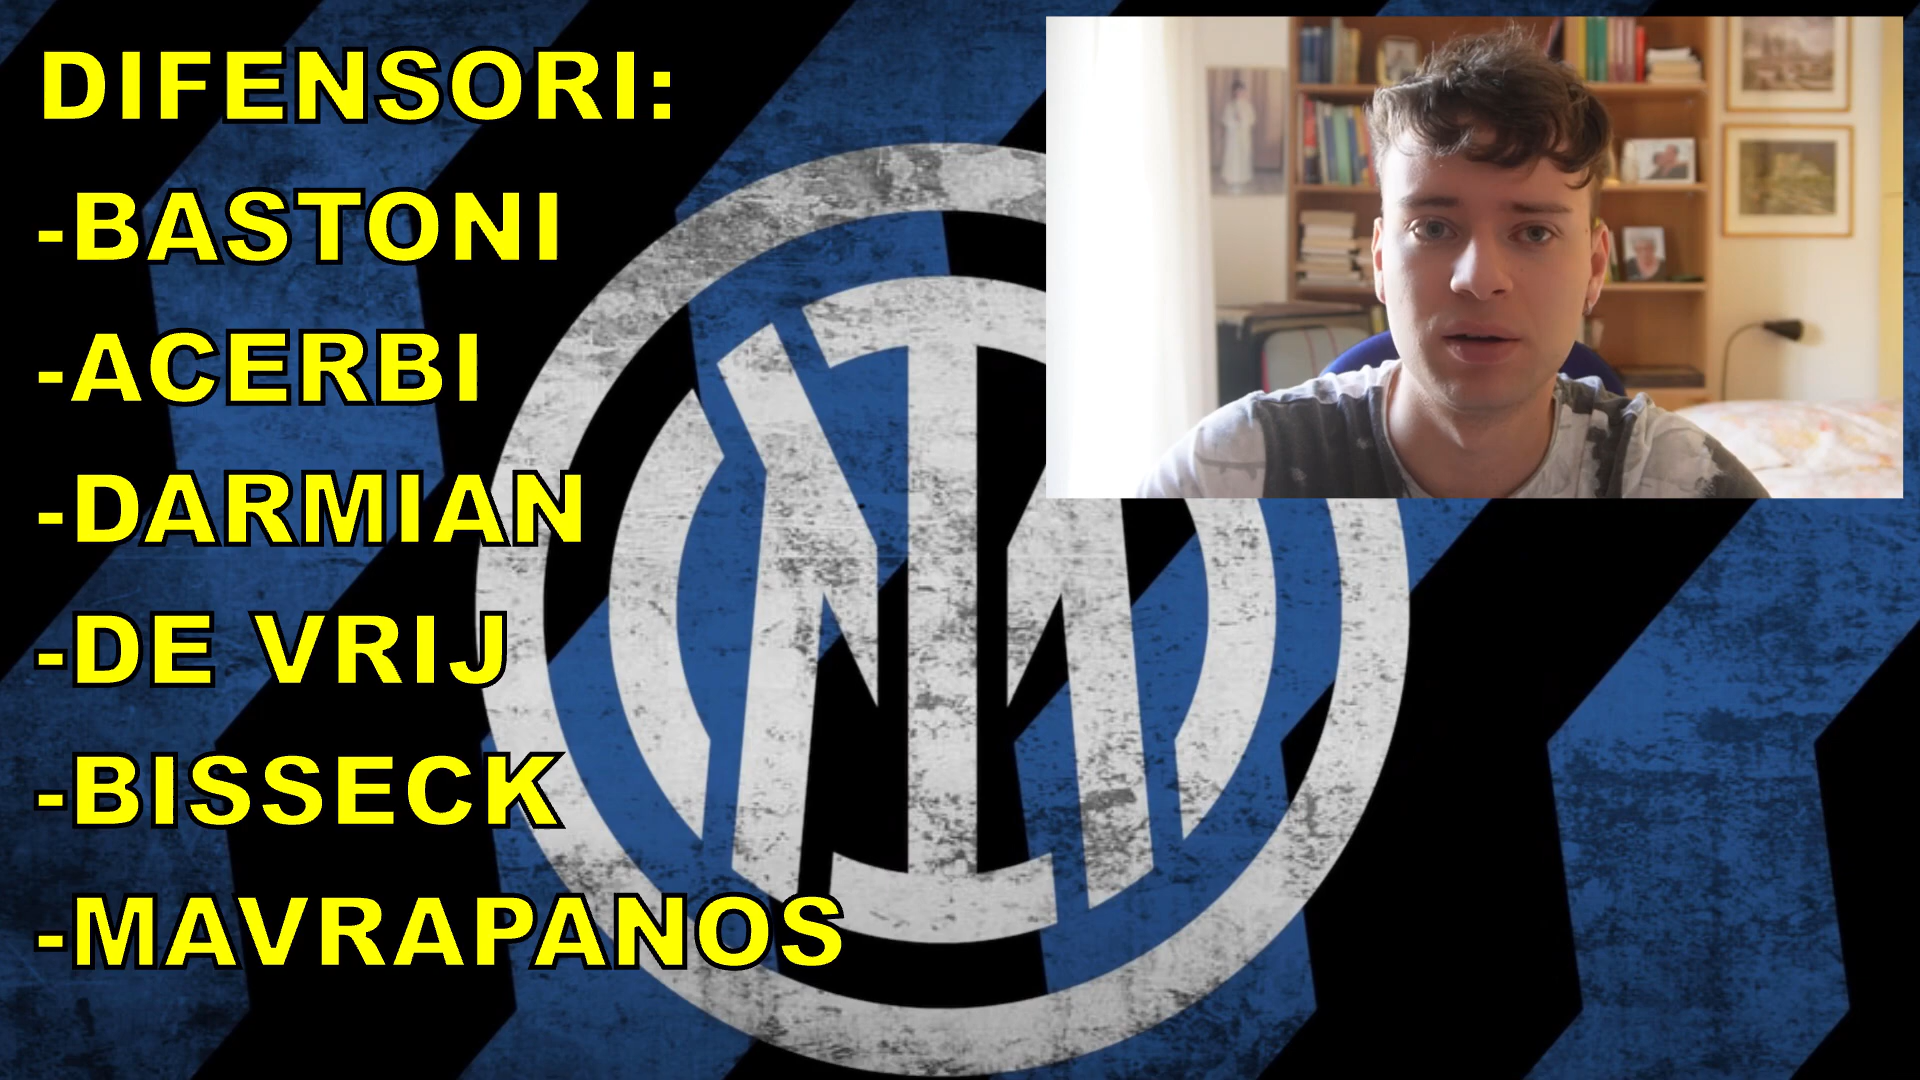 DIFENSORI:
-BASTONI
-ACERBI
-DARMIAN
-DE VRIJ
-BISSECK
-MAVRAPANOS